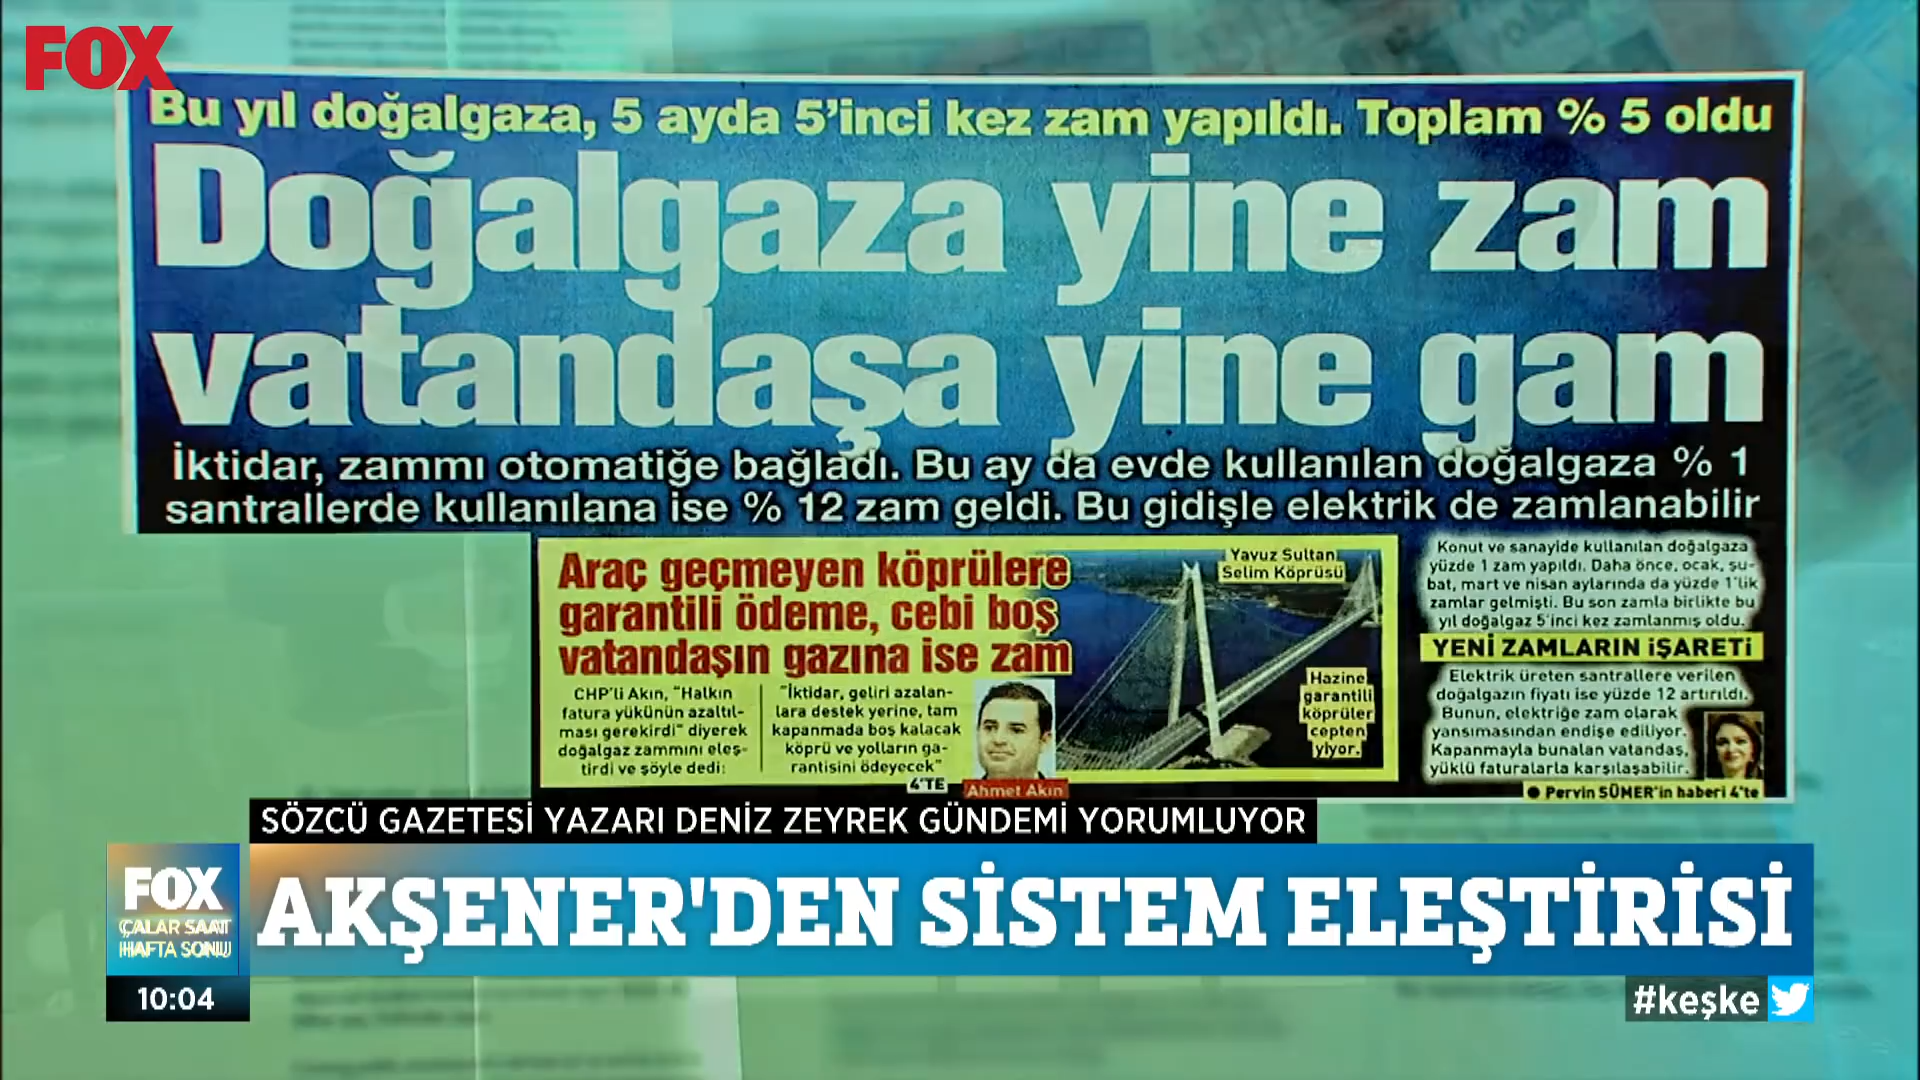 FOX
Bu yıl doğalgaza, 5 ayda 5'inci kez zam yapıldı. Toplam % 5 oldu
Doğalgaza yine zam
vatandaşa yine gam
İktidar, zammı otomatiğe bağladı. Bu ay da evde kullanılan doğalgaza % 1
santrallerde kullanılana ise % 12 zam geldi. Bu gidişle elektrik de zamlanabilir
Araç geçmeyen köprülere
garantili ödeme, cebi boş
vatandaşın gazına ise zam
CHP'li Akın, "Halkın
fatura yükünün azaltıl-
ması gerekirdi" diyerek
doğalgaz zammını eleş-
tirdi ve şöyle dedi:
"İktidar, geliri azalan-
lara destek yerine, tam
kapanmada boş kalacak
köprü ve yolların ga-
rantisini ödeyecek"
4'TE
Ahmet Akın
Yavuz Sultan
Selim Köprüsü
Hazine
garantili
köprüler
cepten
yiyor.
Konut ve sanayide kullanılan doğalgaza
yüzde 1 zam yapıldı. Daha önce, ocak, şu-
bat, mart ve nisan aylarında da yüzde 1'lik
zamlar gelmişti. Bu son zamla birlikte bu
yıl doğalgaz 5'inci kez zamlanmış oldu.
YENİ ZAMLARIN İŞARETİ
Elektrik üreten santrallere verilen
doğalgazın fiyatı ise yüzde 12 artırıldı.
Bunun, elektriğe zam olarak
yansımasından endişe ediliyor.
Kapanmayla bunalan vatandaş,
yüklü faturalarla karşılaşabilir.
● Pervin SÜMER'in haberi 4'te
SÖZCÜ GAZETESİ YAZARI DENİZ ZEYREK GÜNDEMİ YORUMLUYOR
FOX
ÇALAR SAAT
HAFTA SONU
AKŞENER'DEN SİSTEM ELEŞTİRİSİ
10:04
#keşke